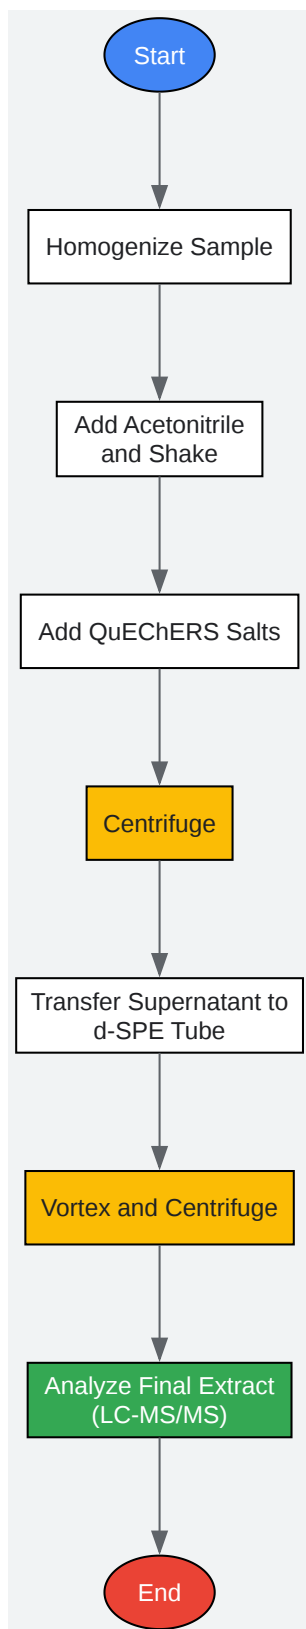 Start
Homogenize Sample
Add Acetonitrile
and Shake
Add QuEChERS Salts
Centrifuge
Transfer Supernatant to
d-SPE Tube
Vortex and Centrifuge
Analyze Final Extract
(LC-MS/MS)
End